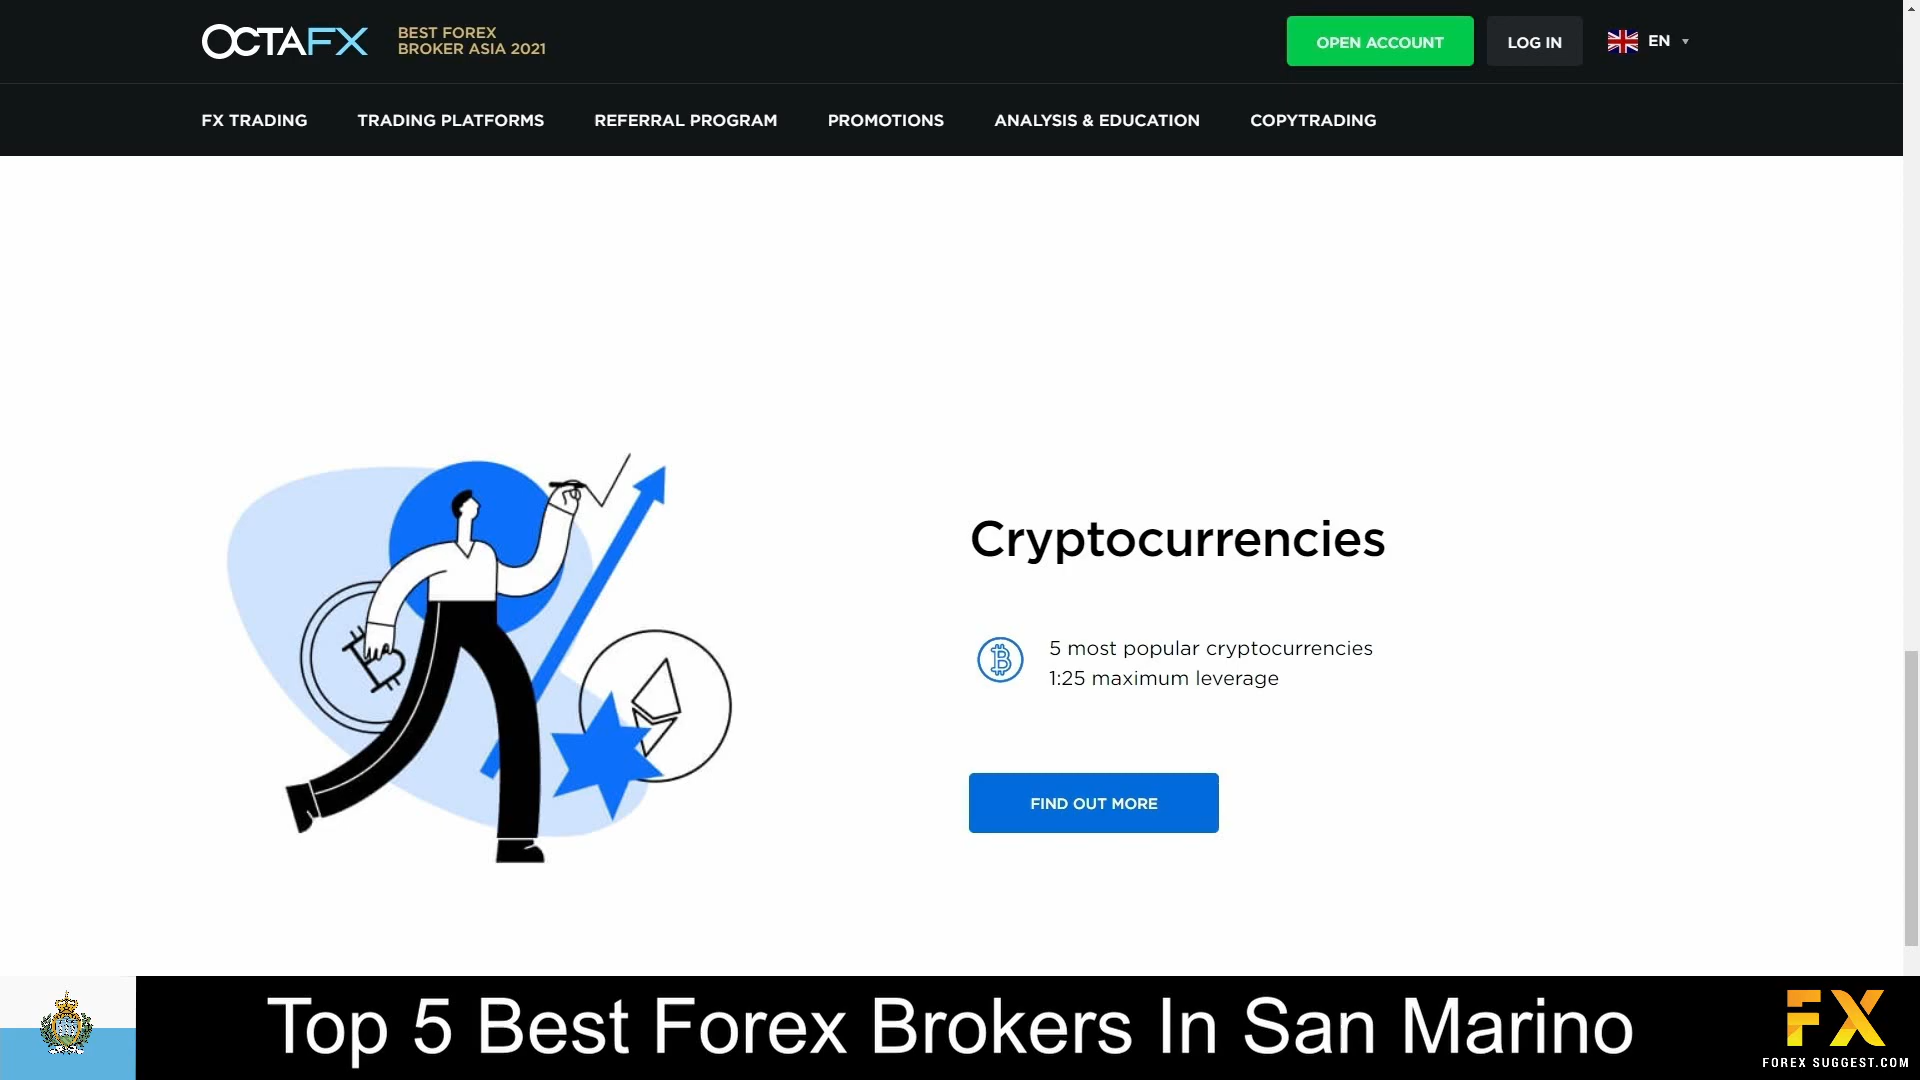 OCTAFX
BEST FOREX
BROKER ASIA 2021
OPEN ACCOUNT
LOG IN
EN
FX TRADING
TRADING PLATFORMS
REFERRAL PROGRAM
PROMOTIONS
ANALYSIS & EDUCATION
COPYTRADING
Cryptocurrencies
5 most popular cryptocurrencies
1:25 maximum leverage
FIND OUT MORE
Top 5 Best Forex Brokers In San Marino
FX
FOREX SUGGEST.COM